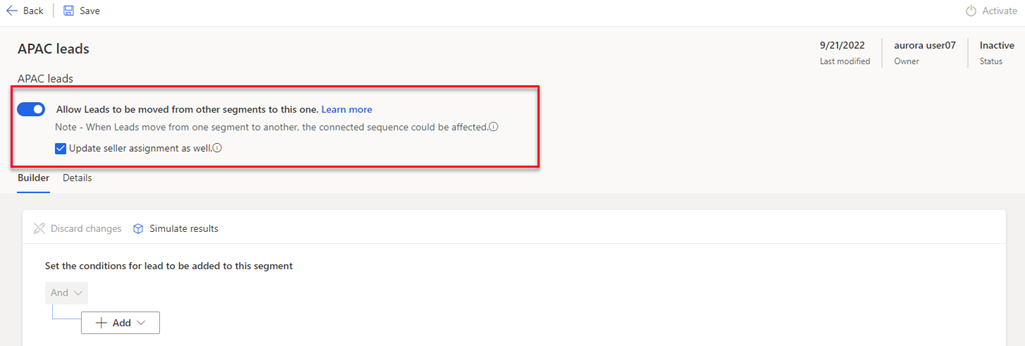 Back Save Activate
APAC leads
9/21/2022 aurora user07 Inactive
Last modified Owner Status
APAC leads
Allow Leads to be moved from other segments to this one. Learn more
Note - When Leads move from one segment to another, the connected sequence could be affected.
Update seller assignment as well.
Builder Details
Discard changes Simulate results
Set the conditions for lead to be added to this segment
And
Add